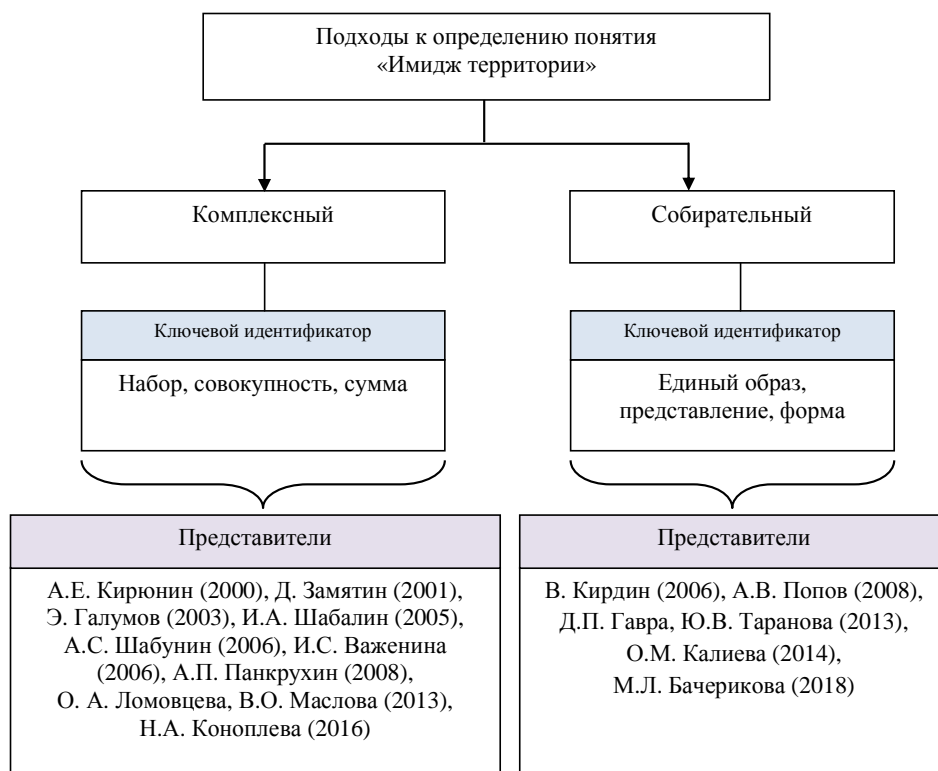 Подходы к определению понятия
«Имидж территории»
Комплексный
Собирательный
Ключевой идентификатор
Ключевой идентификатор
Набор, совокупность, сумма
Единый образ,
представление, форма
Представители
Представители
А.Е. Кирюнин (2000), Д. Замятин (2001),
Э. Галумов (2003), И.А. Шабалин (2005),
А.С. Шабунин (2006), И.С. Важенина
(2006), А.П. Панкрухин (2008),
О. А. Ломовцева, В.О. Маслова (2013),
Н.А. Коноплева (2016)
В. Кирдин (2006), А.В. Попов (2008),
Д.П. Гавра, Ю.В. Таранова (2013),
О.М. Калиева (2014),
М.Л. Бачерикова (2018)